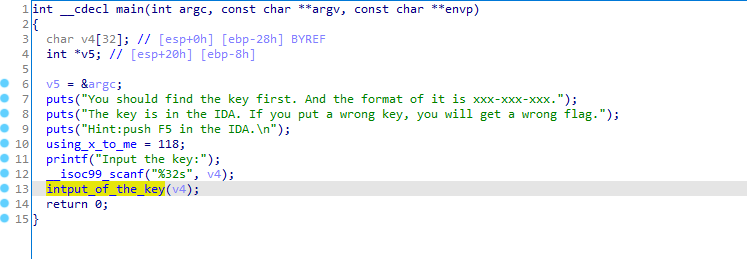 1 int __cdecl main(int argc, const char **argv, const char **envp)
2 {
3 char v4[32]; // [esp+0h] [ebp-28h] BYREF
4 int *v5; // [esp+20h] [ebp-8h]
5
6 v5 = &argc;
7 puts("You should find the key first. And the format of it is xxx-xxx-xxx.");
8 puts("The key is in the IDA. If you put a wrong key, you will get a wrong flag.");
9 puts("Hint:push F5 in the IDA.\n");
10 using_x_to_me = 118;
11 printf("Input the key:");
12 __isoc99_scanf("%32s", v4);
13 intput_of_the_key(v4);
14 return 0;
15 }